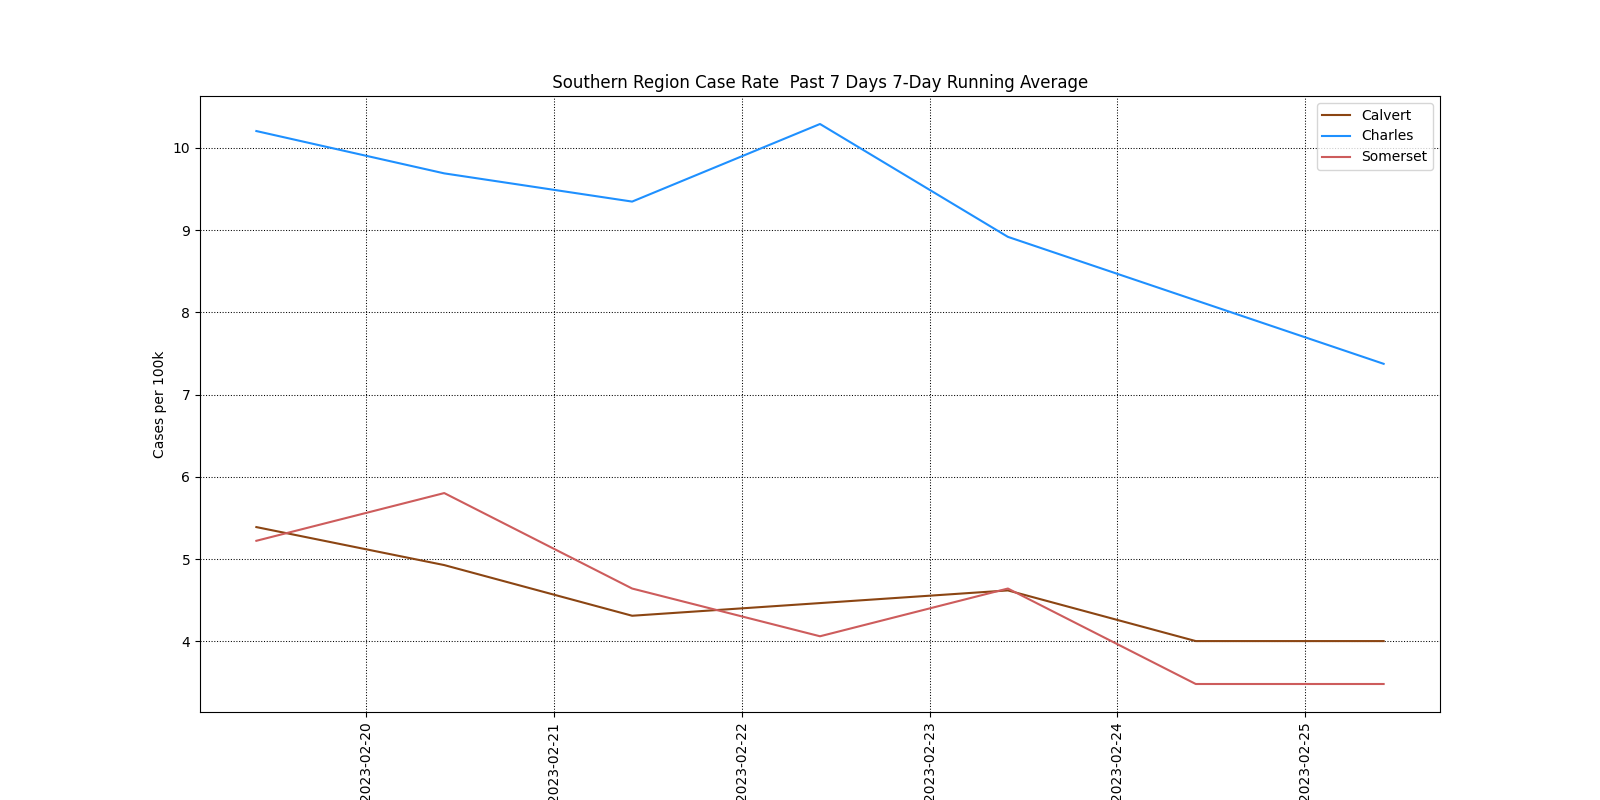 Southern Region Case Rate  Past 7 Days 7-Day Running Average
Calvert
Charles
Somerset
10
9
8
7
6
5
4
Cases per 100k
2023-02-20
2023-02-21
2023-02-22
2023-02-23
2023-02-24
2023-02-25